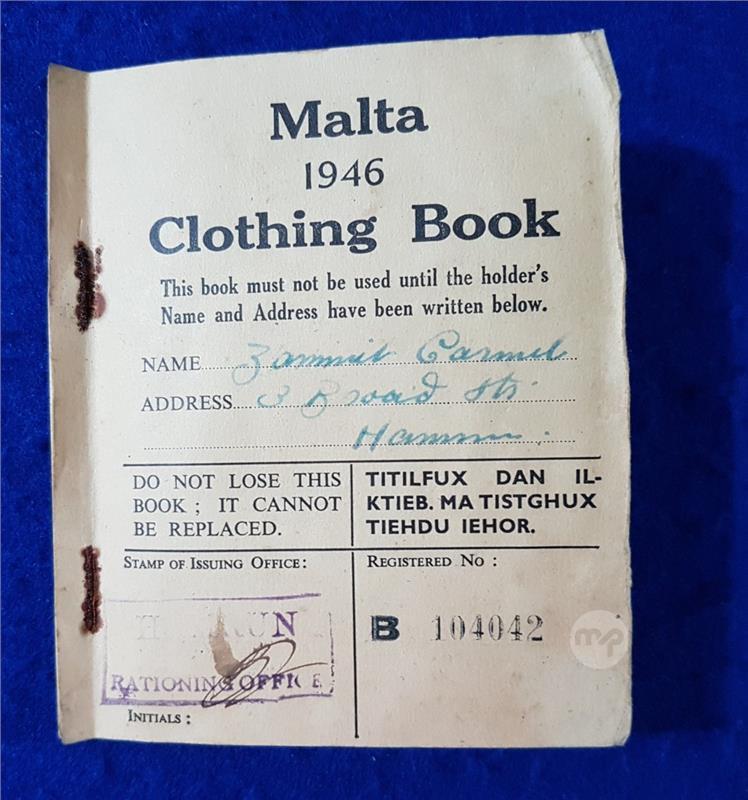 Malta
1946
Clothing Book
This book must not be used until the holder's
Name and Address have been written below.
NAME Zammit Carmel
ADDRESS 3 Broad Str.
Hamrun.
DO NOT LOSE THIS
BOOK ; IT CANNOT
BE REPLACED.
TITILFUX DAN IL-
KTIEB. MA TISTGHUX
TIEHDU IEHOR.
STAMP OF ISSUING OFFICE :
RATIONING OFFICE
INITIALS :
REGISTERED NO :
B 104042
mp